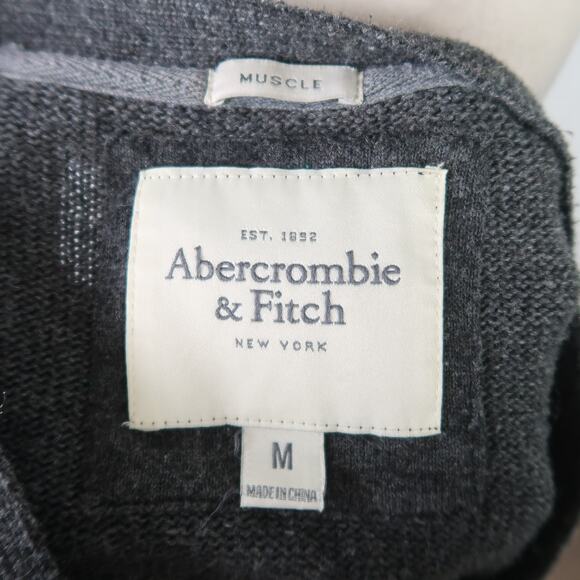 MUSCLE
EST. 1892
Abercrombie
& Fitch
NEW YORK
M
MADE IN CHINA